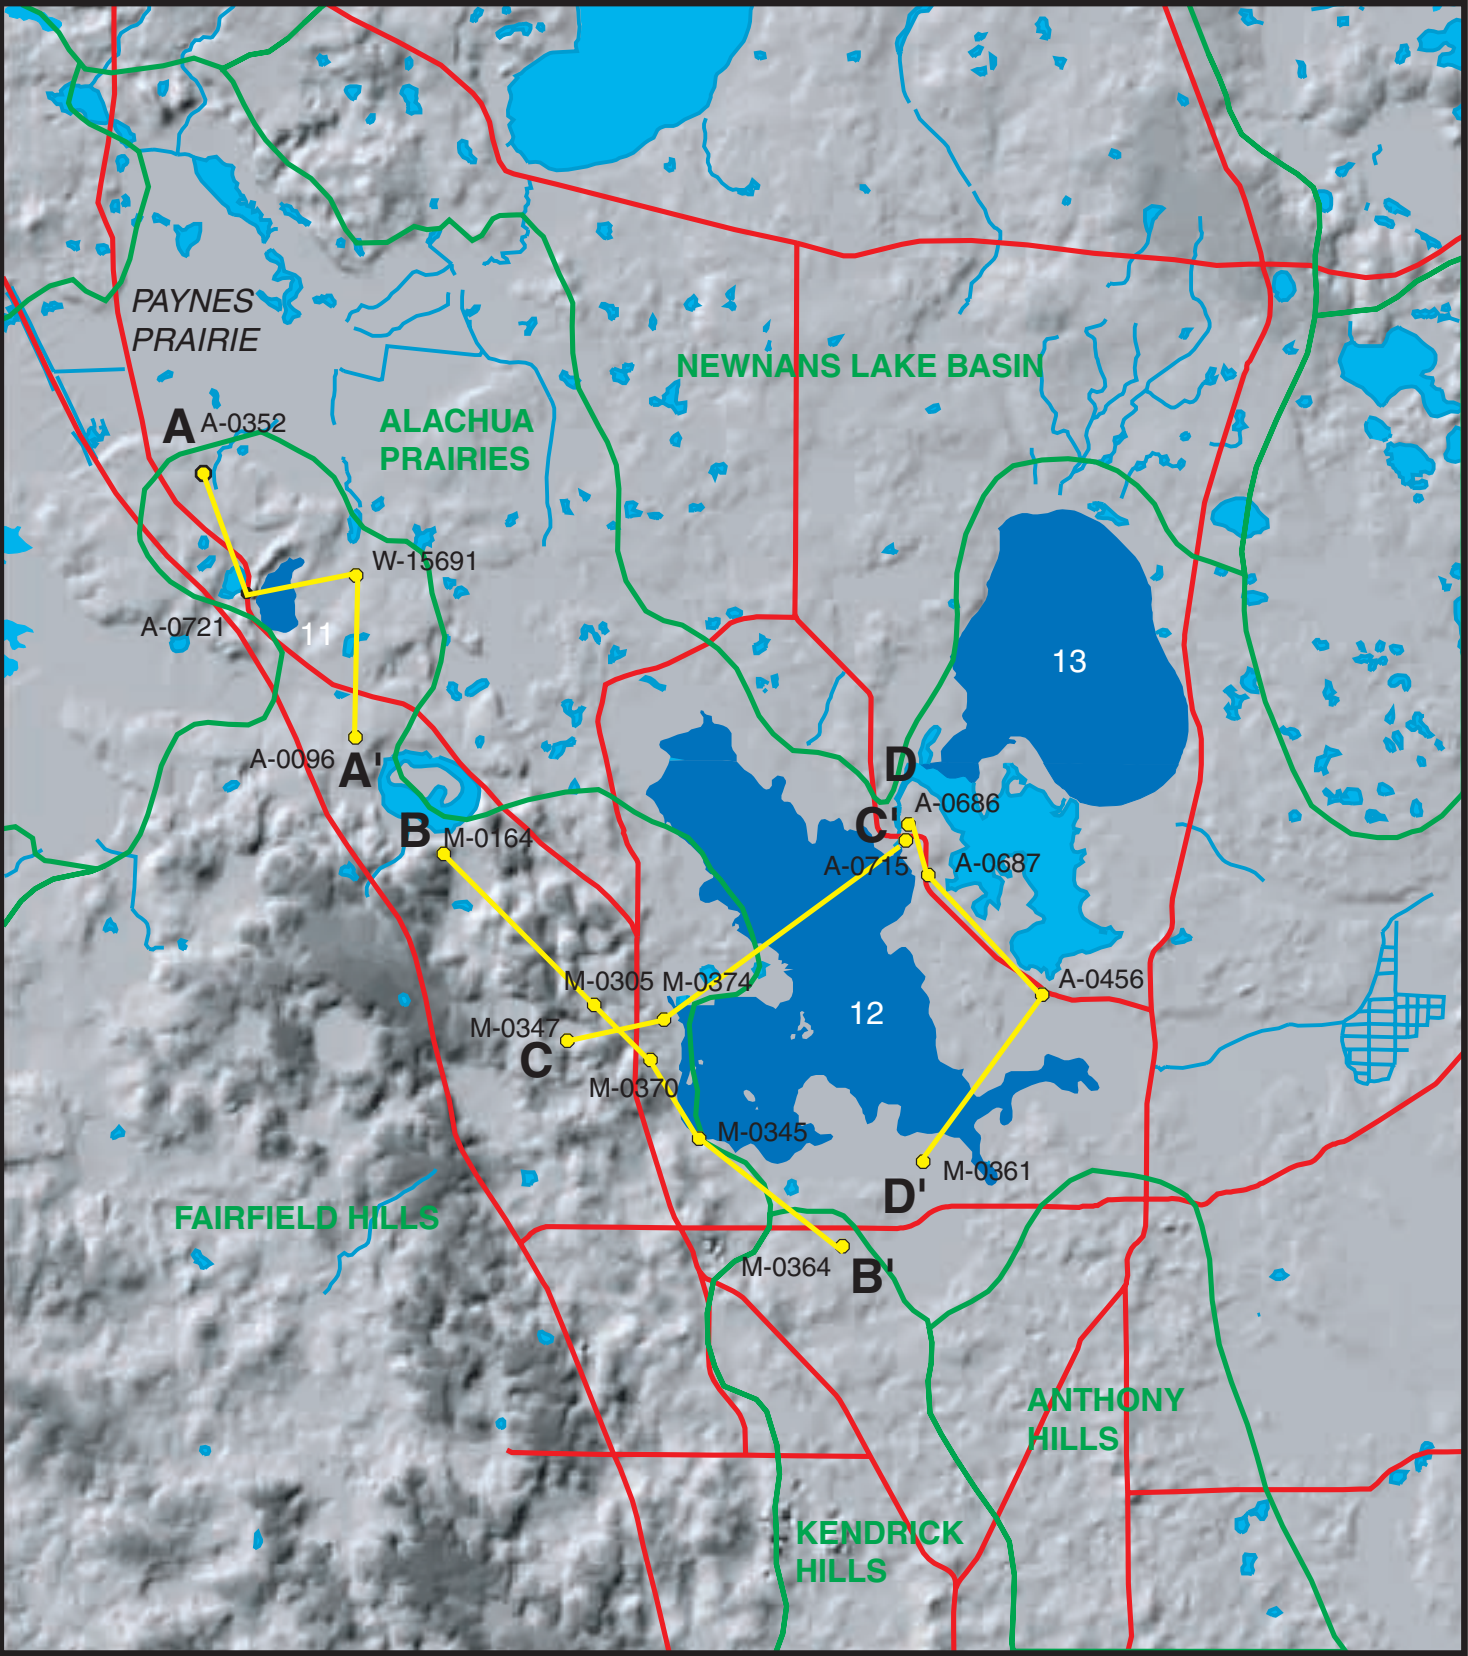 PAYNES
PRAIRIE
NEWNANS LAKE BASIN
ALACHUA
PRAIRIES
A
A-0352
W-15691
A-0721
11
13
A-0096
A'
D
A-0686
C'
B
M-0164
A-0715
A-0687
M-0305
M-0374
A-0456
12
M-0347
C
M-0370
M-0345
M-0361
D'
FAIRFIELD HILLS
M-0364
B'
ANTHONY
HILLS
KENDRICK
HILLS